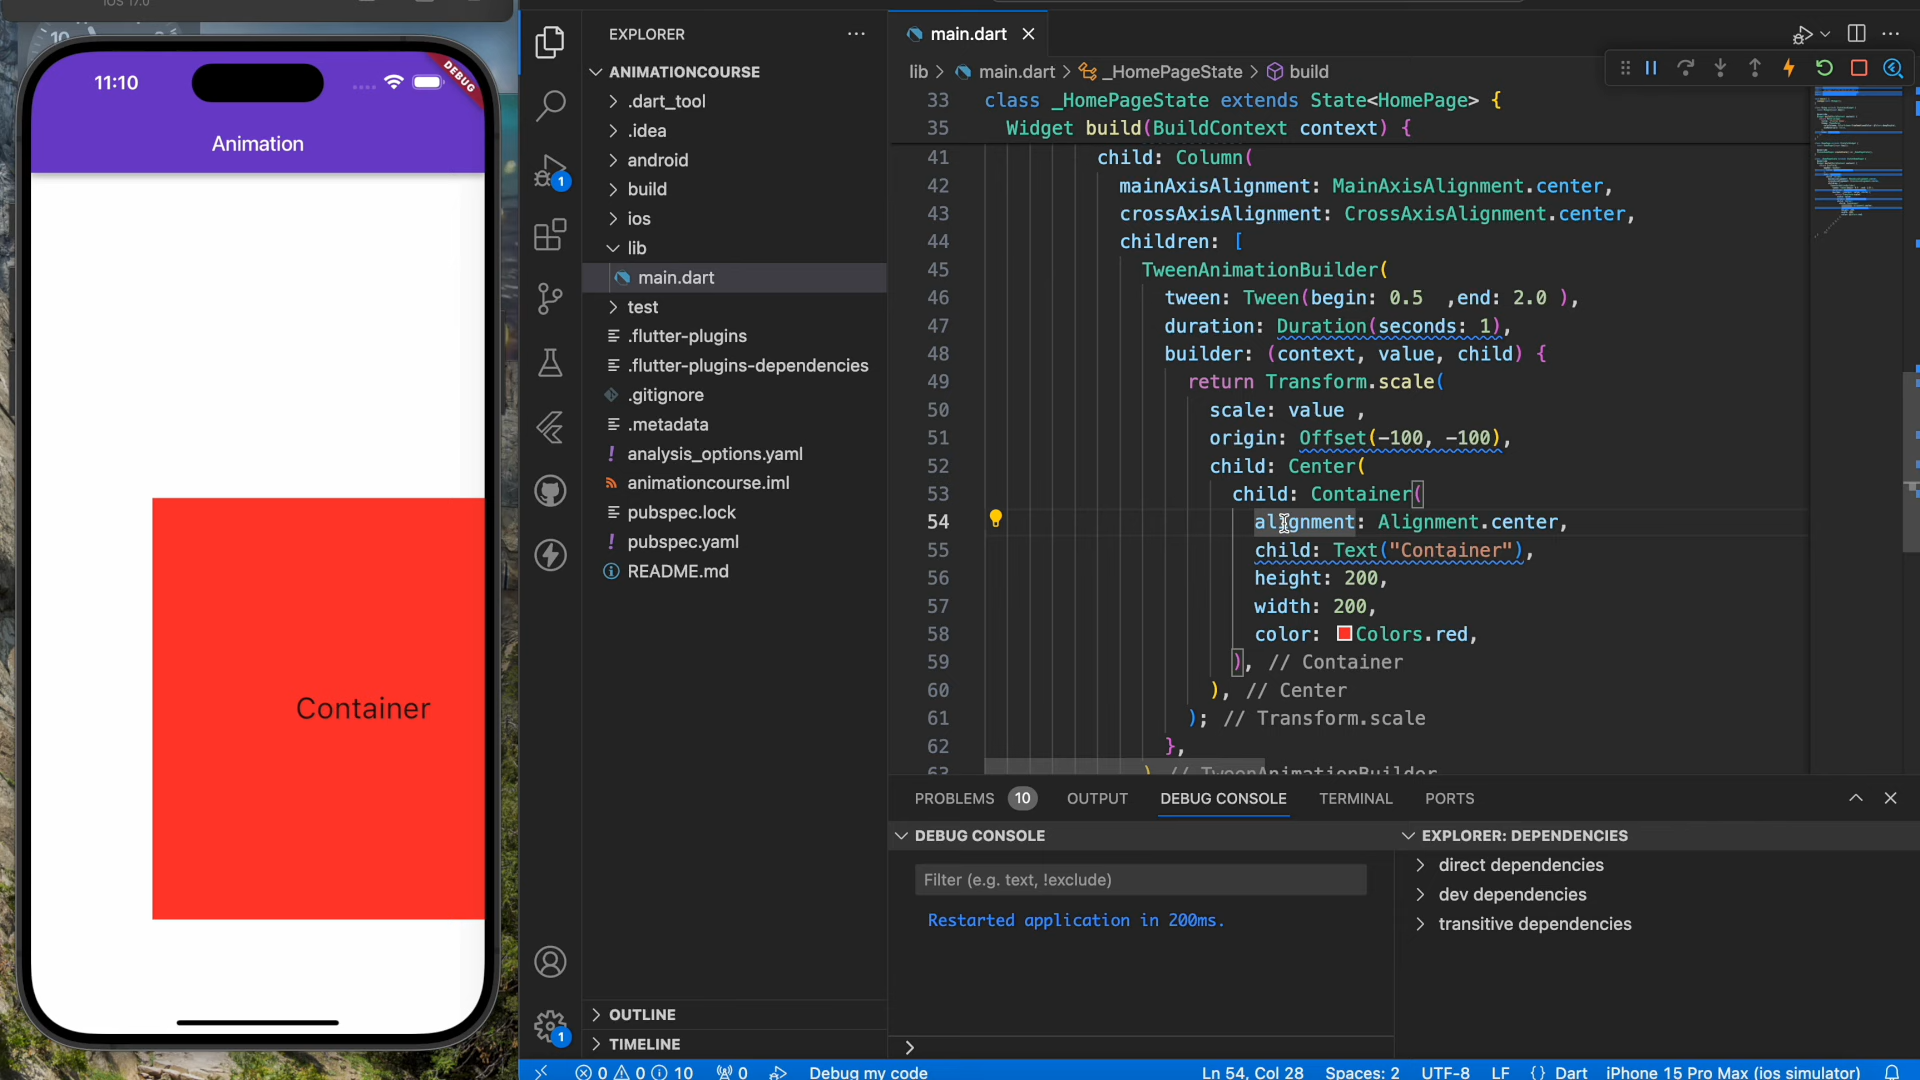 iOS 17.0
10
11:10
DEBUG
Animation
Container
EXPLORER
ANIMATIONCOURSE
.dart_tool
.idea
android
build
ios
lib
main.dart
test
.flutter-plugins
.flutter-plugins-dependencies
.gitignore
.metadata
! analysis_options.yaml
animationcourse.iml
pubspec.lock
! pubspec.yaml
README.md
OUTLINE
TIMELINE
1
1
main.dart
lib > main.dart > _HomePageState > build
33 class _HomePageState extends State<HomePage> {
35 Widget build(BuildContext context) {
41 child: Column(
42 mainAxisAlignment: MainAxisAlignment.center,
43 crossAxisAlignment: CrossAxisAlignment.center,
44 children: [
45 TweenAnimationBuilder(
46 tween: Tween(begin: 0.5  ,end: 2.0 ),
47 duration: Duration(seconds: 1),
48 builder: (context, value, child) {
49 return Transform.scale(
50 scale: value ,
51 origin: Offset(-100, -100),
52 child: Center(
53 child: Container(
54 alignment: Alignment.center,
55 child: Text("Container"),
56 height: 200,
57 width: 200,
58 color: Colors.red,
59 ), // Container
60 ), // Center
61 ); // Transform.scale
62 },
63 ) // TweenAnimationBuilder
PROBLEMS 10 OUTPUT DEBUG CONSOLE TERMINAL PORTS
DEBUG CONSOLE
Filter (e.g. text, !exclude)
Restarted application in 200ms.
>
EXPLORER: DEPENDENCIES
direct dependencies
dev dependencies
transitive dependencies
0 0 10 0 Debug my code Ln 54, Col 28 Spaces: 2 UTF-8 LF {} Dart iPhone 15 Pro Max (ios simulator)